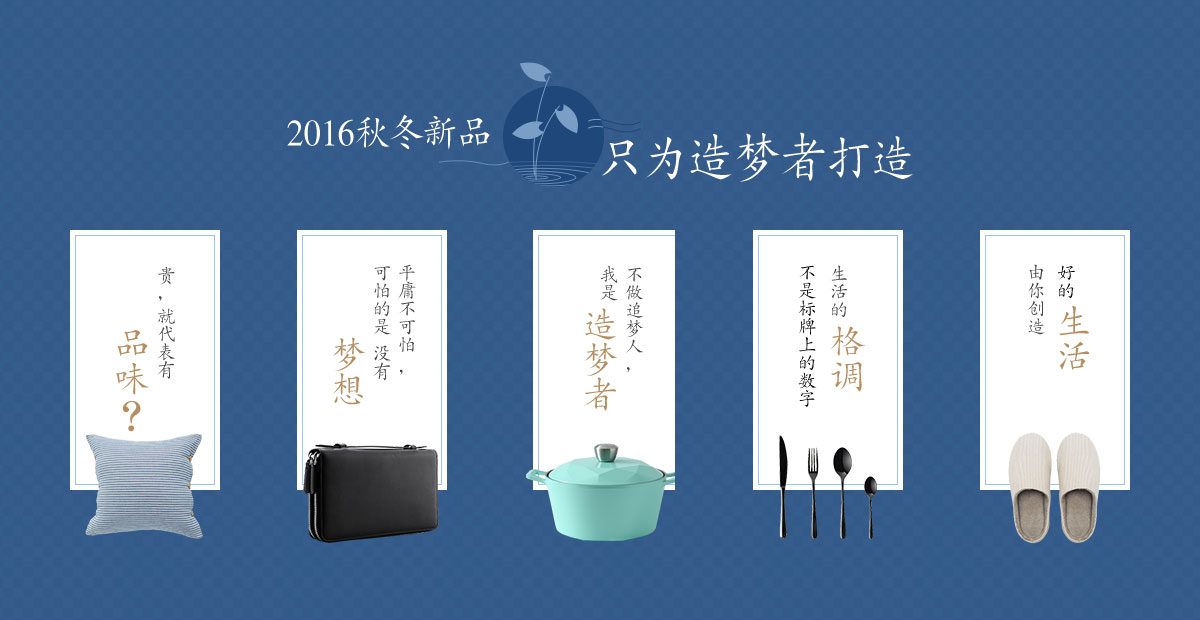 2016秋冬新品
只为造梦者打造
贵，就代表有
品味？
平庸不可怕，
可怕的是 没有
梦想
不做追梦人，
我是 造梦者
生活的 格调
不是标牌上的数字
好的 生活
由你创造